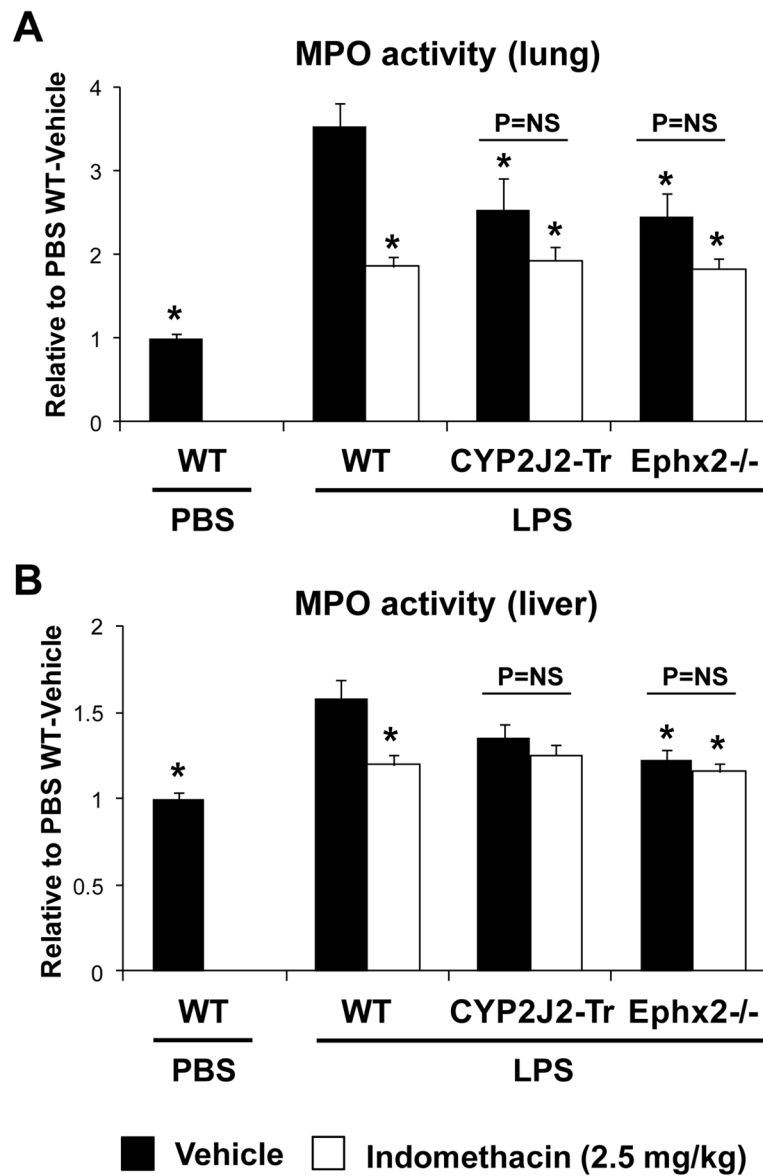 A
MPO activity (lung)
Relative to PBS WT-Vehicle
4
3
2
1
0
P=NS
P=NS
*
*
*
*
*
*
WT
WT
CYP2J2-Tr
Ephx2-/-
PBS
LPS
B
MPO activity (liver)
Relative to PBS WT-Vehicle
2
1.5
1
0.5
0
P=NS
P=NS
*
*
*
*
WT
WT
CYP2J2-Tr
Ephx2-/-
PBS
LPS
Vehicle
Indomethacin (2.5 mg/kg)